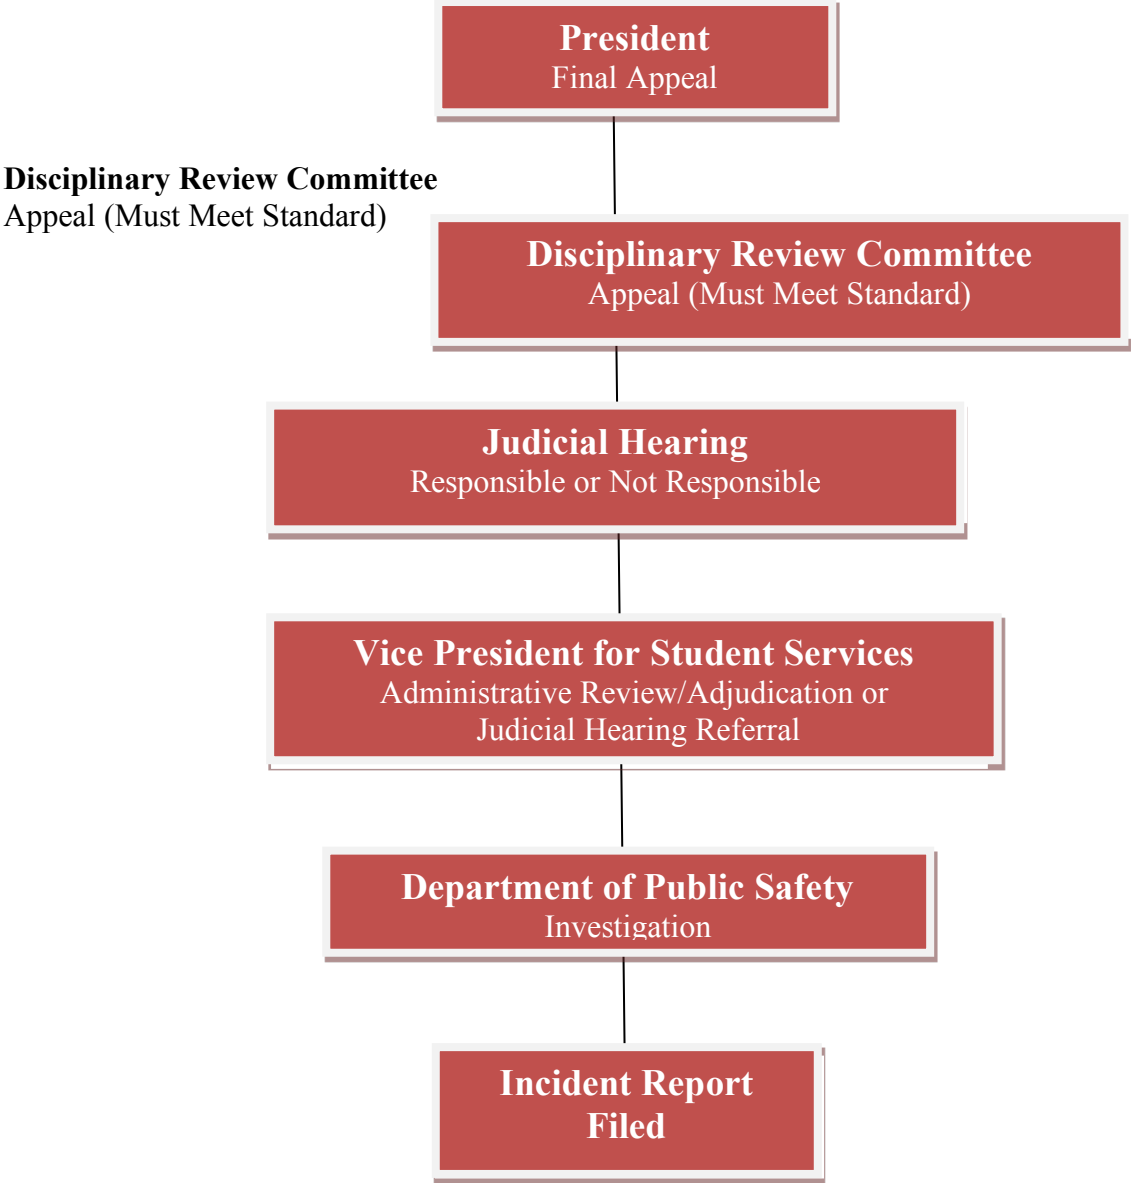 President
Final Appeal
Disciplinary Review Committee
Appeal (Must Meet Standard)
Disciplinary Review Committee
Appeal (Must Meet Standard)
Judicial Hearing
Responsible or Not Responsible
Vice President for Student Services
Administrative Review/Adjudication or
Judicial Hearing Referral
Department of Public Safety
Investigation
Incident Report
Filed